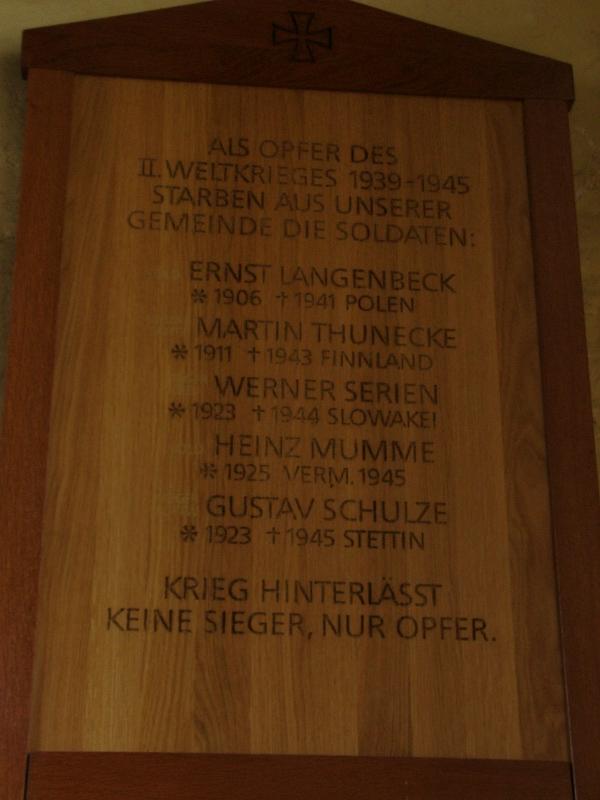 ALS OPFER DES
II. WELTKRIEGES 1939-1945
STARBEN AUS UNSERER
GEMEINDE DIE SOLDATEN:
ERNST LANGENBECK
* 1906 †1941 POLEN
MARTIN THUNECKE
* 1911 †1943 FINNLAND
WERNER SERIEN
* 1923 †1944 SLOWAKEI
HEINZ MUMME
* 1925 VERM. 1945
GUSTAV SCHULZE
* 1923 †1945 STETTIN
KRIEG HINTERLÄSST
KEINE SIEGER, NUR OPFER.